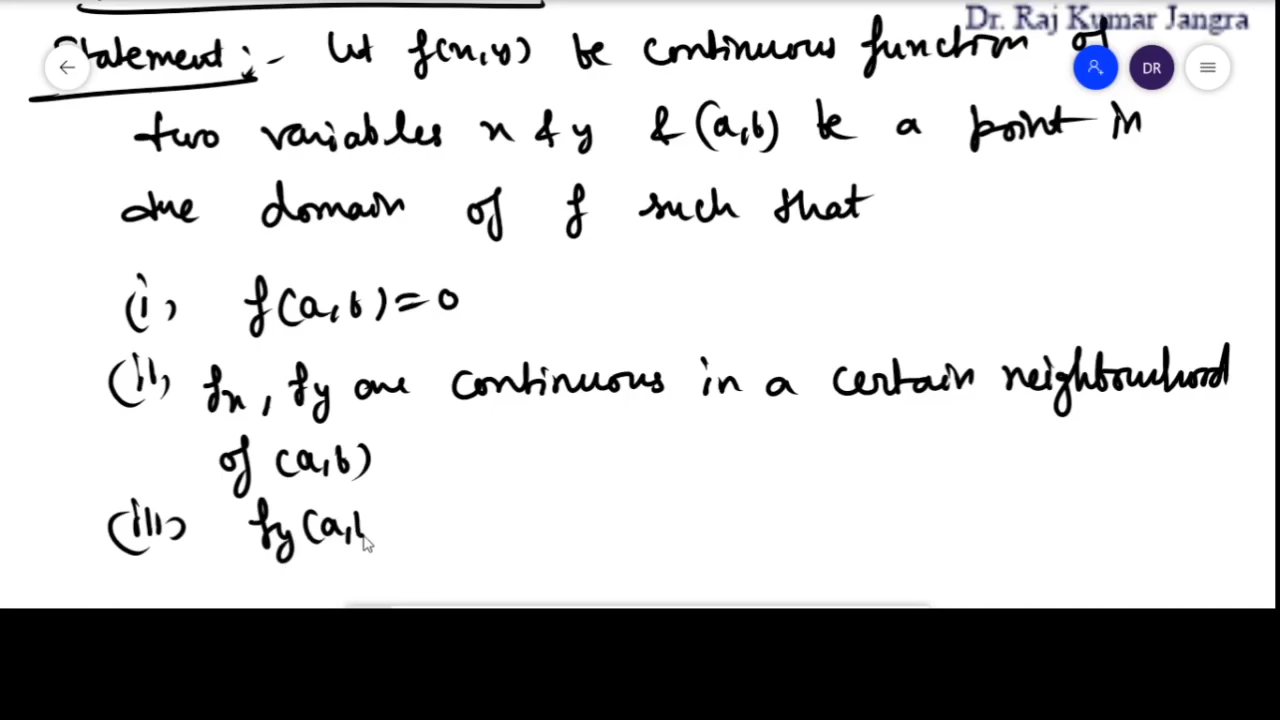 Dr. Raj Kumar Jangra
Statement :- Let f(x,y) be continuous function of
DR
two variables x & y & (a,b) be a point in
the domain of f such that
(i) f(a,b)=0
(ii) fx, fy are continuous in a certain neighbourhood
of (a,b)
(iii) fy(a,